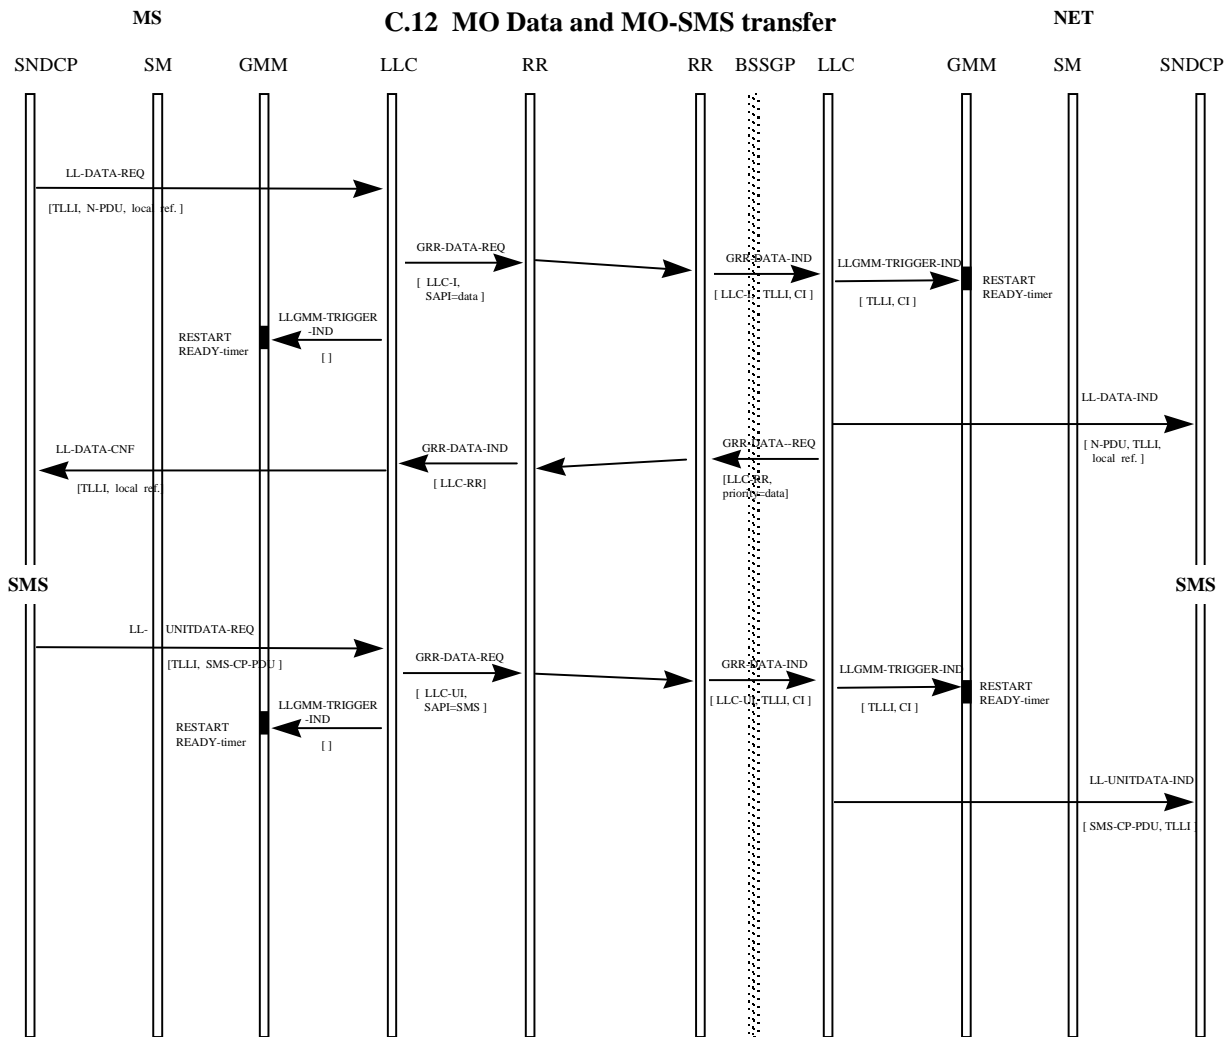 MS
C.12 MO Data and MO-SMS transfer
NET
SNDCP SM GMM LLC RR RR BSSGP LLC GMM SM SNDCP
LL-DATA-REQ
[TLLI, N-PDU, local ref. ]
GRR-DATA-REQ
[ LLC-I,
SAPI=data ]
GRR-DATA-IND
[ LLC-I, TLLI, CI ]
LLGMM-TRIGGER-IND
[ TLLI, CI ]
RESTART
READY-timer
LLGMM-TRIGGER
-IND
[ ]
RESTART
READY-timer
LL-DATA-IND
[ N-PDU, TLLI,
local ref. ]
GRR-DATA--REQ
[LLC-RR,
priority=data]
GRR-DATA-IND
[ LLC-RR]
LL-DATA-CNF
[TLLI, local ref.]
SMS
SMS
LL- UNITDATA-REQ
[TLLI, SMS-CP-PDU ]
GRR-DATA-REQ
[ LLC-UI,
SAPI=SMS ]
GRR-DATA-IND
[ LLC-UI, TLLI, CI ]
LLGMM-TRIGGER-IND
[ TLLI, CI ]
RESTART
READY-timer
LLGMM-TRIGGER
-IND
[ ]
RESTART
READY-timer
LL-UNITDATA-IND
[ SMS-CP-PDU, TLLI ]